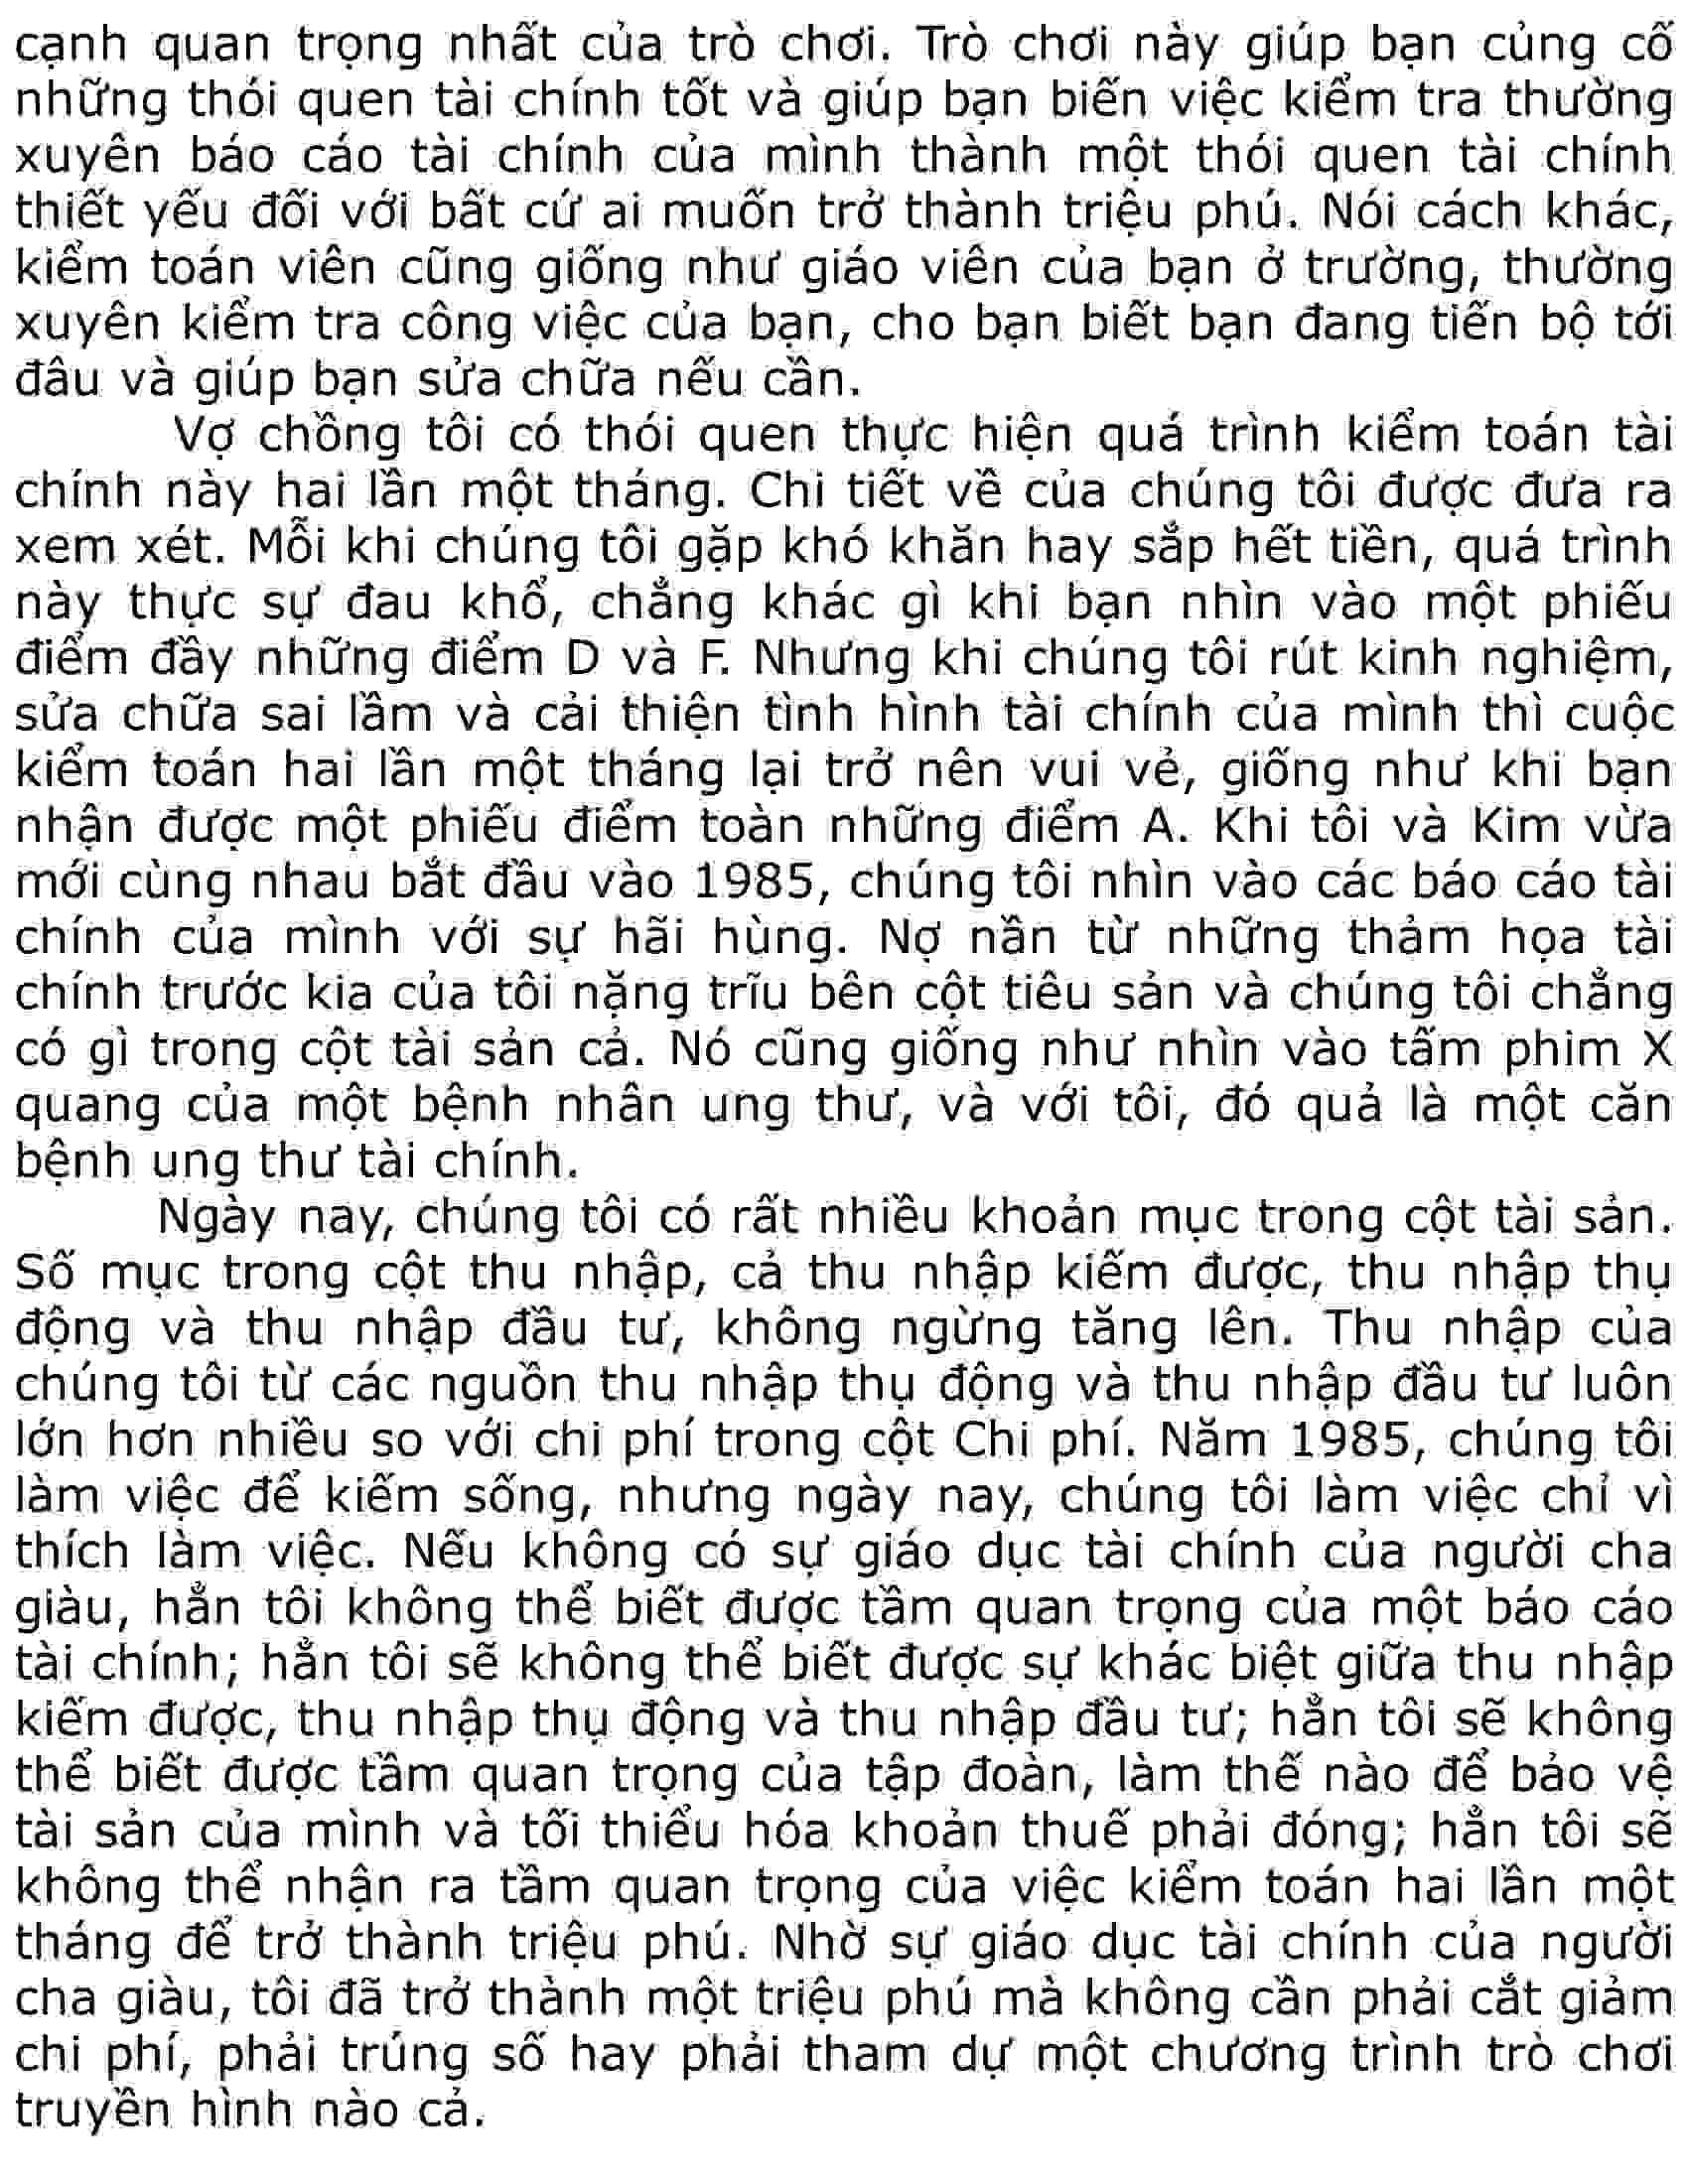 cạnh quan trọng nhất của trò chơi. Trò chơi này giúp bạn củng cố
những thói quen tài chính tốt và giúp bạn biến việc kiểm tra thường
xuyên báo cáo tài chính của mình thành một thói quen tài chính
thiết yếu đối với bất cứ ai muốn trở thành triệu phú. Nói cách khác,
kiểm toán viên cũng giống như giáo viên của bạn ở trường, thường
xuyên kiểm tra công việc của bạn, cho bạn biết bạn đang tiến bộ tới
đâu và giúp bạn sửa chữa nếu cần.
Vợ chồng tôi có thói quen thực hiện quá trình kiểm toán tài
chính này hai lần một tháng. Chi tiết về của chúng tôi được đưa ra
xem xét. Mỗi khi chúng tôi gặp khó khăn hay sắp hết tiền, quá trình
này thực sự đau khổ, chẳng khác gì khi bạn nhìn vào một phiếu
điểm đầy những điểm D và F. Nhưng khi chúng tôi rút kinh nghiệm,
sửa chữa sai lầm và cải thiện tình hình tài chính của mình thì cuộc
kiểm toán hai lần một tháng lại trở nên vui vẻ, giống như khi bạn
nhận được một phiếu điểm toàn những điểm A. Khi tôi và Kim vừa
mới cùng nhau bắt đầu vào 1985, chúng tôi nhìn vào các báo cáo tài
chính của mình với sự hãi hùng. Nợ nần từ những thảm họa tài
chính trước kia của tôi nặng trĩu bên cột tiêu sản và chúng tôi chẳng
có gì trong cột tài sản cả. Nó cũng giống như nhìn vào tấm phim X
quang của một bệnh nhân ung thư, và với tôi, đó quả là một căn
bệnh ung thư tài chính.
Ngày nay, chúng tôi có rất nhiều khoản mục trong cột tài sản.
Số mục trong cột thu nhập, cả thu nhập kiếm được, thu nhập thụ
động và thu nhập đầu tư, không ngừng tăng lên. Thu nhập của
chúng tôi từ các nguồn thu nhập thụ động và thu nhập đầu tư luôn
lớn hơn nhiều so với chi phí trong cột Chi phí. Năm 1985, chúng tôi
làm việc để kiếm sống, nhưng ngày nay, chúng tôi làm việc chỉ vì
thích làm việc. Nếu không có sự giáo dục tài chính của người cha
giàu, hẳn tôi không thể biết được tầm quan trọng của một báo cáo
tài chính; hẳn tôi sẽ không thể biết được sự khác biệt giữa thu nhập
kiếm được, thu nhập thụ động và thu nhập đầu tư; hẳn tôi sẽ không
thể biết được tầm quan trọng của tập đoàn, làm thế nào để bảo vệ
tài sản của mình và tối thiểu hóa khoản thuế phải đóng; hẳn tôi sẽ
không thể nhận ra tầm quan trọng của việc kiểm toán hai lần một
tháng để trở thành triệu phú. Nhờ sự giáo dục tài chính của người
cha giàu, tôi đã trở thành một triệu phú mà không cần phải cắt giảm
chi phí, phải trúng số hay phải tham dự một chương trình trò chơi
truyền hình nào cả.